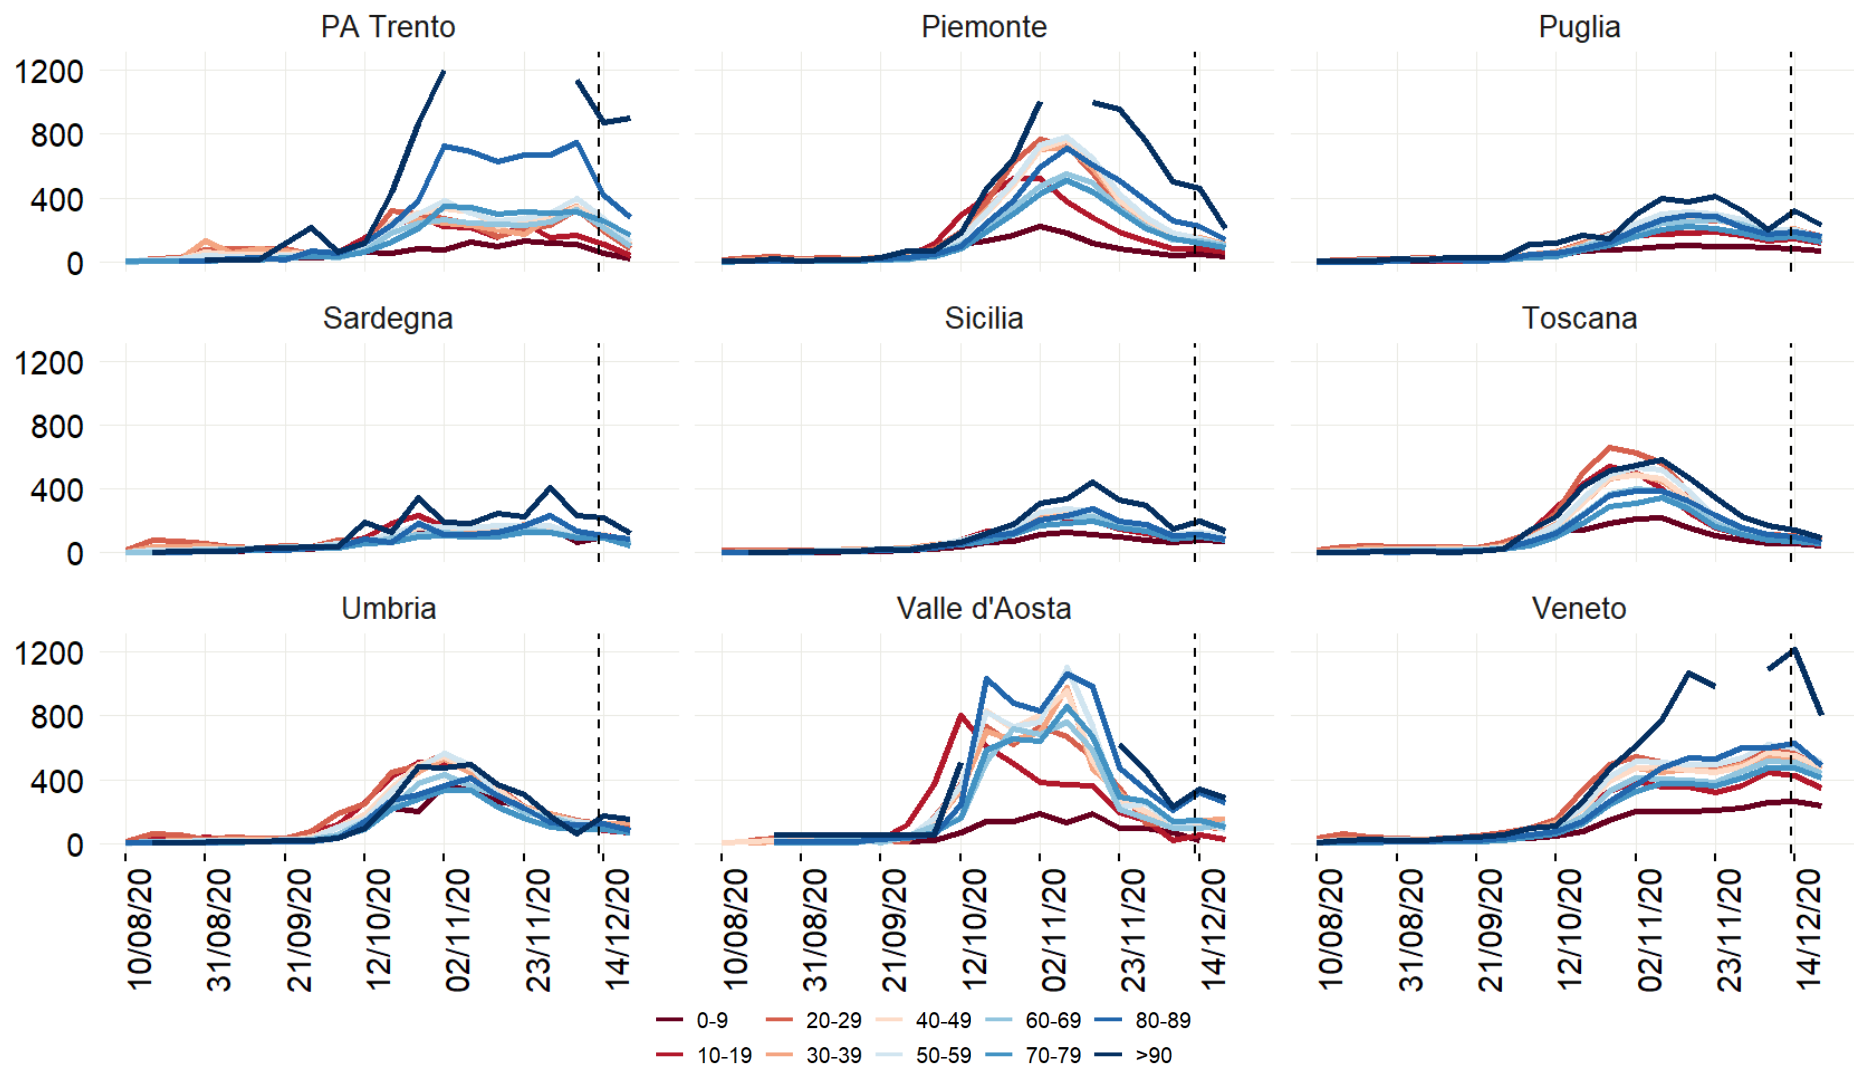 PA Trento Piemonte Puglia
1200
800
400
0
Sardegna Sicilia Toscana
1200
800
400
0
Umbria Valle d'Aosta Veneto
1200
800
400
0
10/08/20 31/08/20 21/09/20 12/10/20 02/11/20 23/11/20 14/12/20 10/08/20 31/08/20 21/09/20 12/10/20 02/11/20 23/11/20 14/12/20 10/08/20 31/08/20 21/09/20 12/10/20 02/11/20 23/11/20 14/12/20
0-9 20-29 40-49 60-69 80-89
10-19 30-39 50-59 70-79 >90